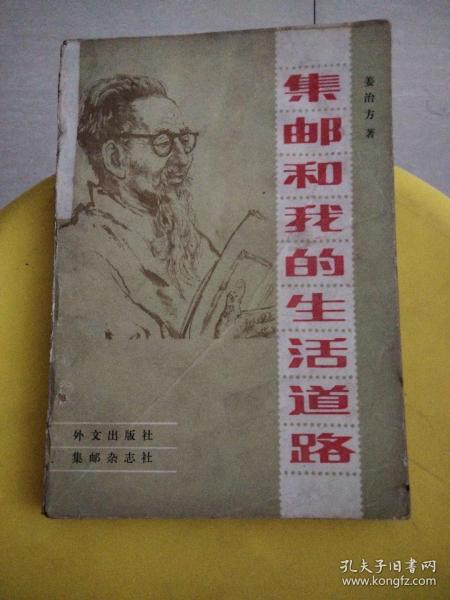 集邮和我的生活道路
姜治方 著
外文出版社
集邮杂志社
孔夫子旧书网
www.kongfz.com